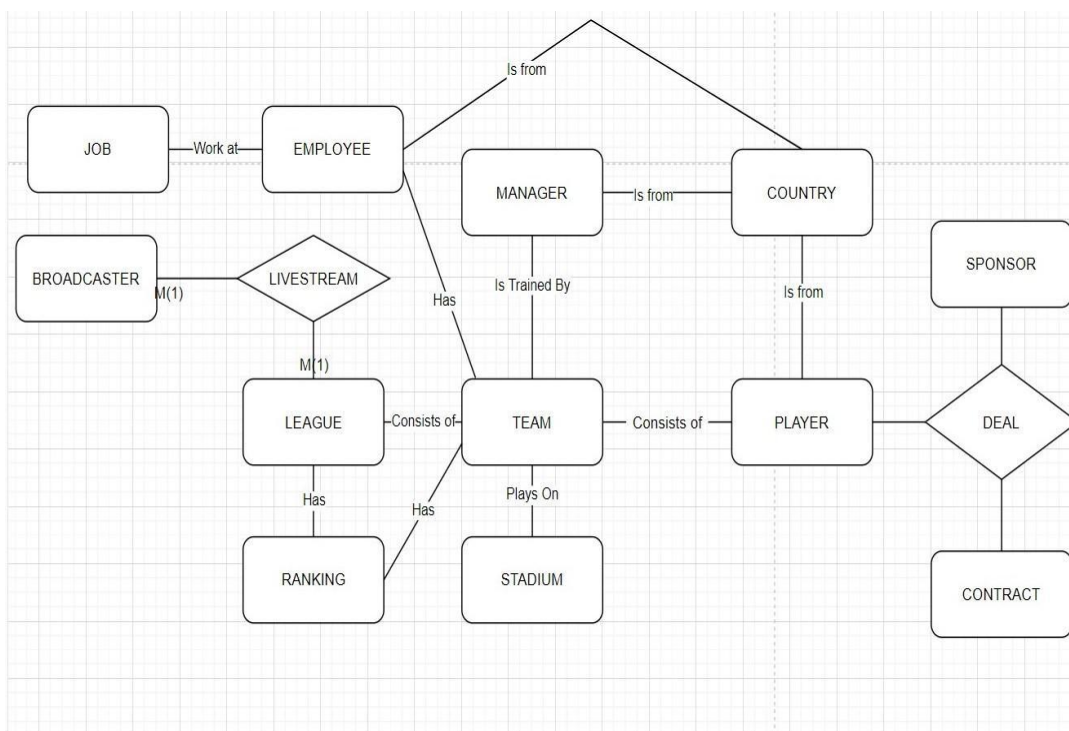 Is from
JOB
Work at
EMPLOYEE
MANAGER
Is from
COUNTRY
BROADCASTER
M(1)
LIVESTREAM
SPONSOR
Is Trained By
Has
Is from
M(1)
LEAGUE
Consists of
TEAM
Consists of
PLAYER
DEAL
Has
Has
Plays On
RANKING
STADIUM
CONTRACT